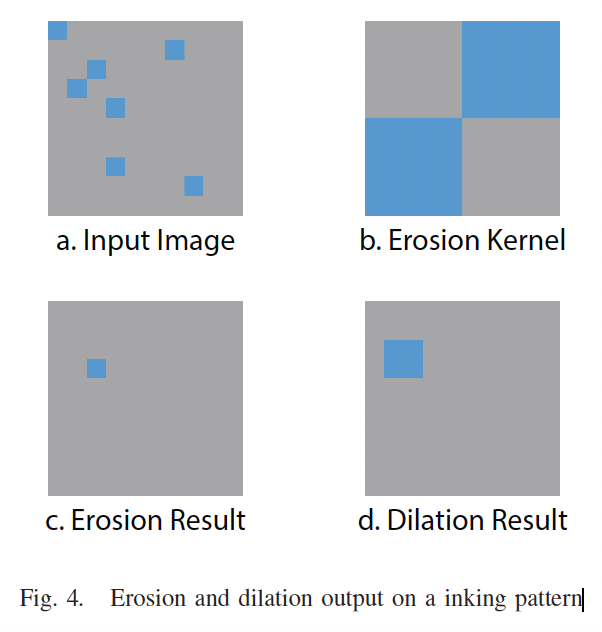 a. Input Image
b. Erosion Kernel
c. Erosion Result
d. Dilation Result
Fig. 4. Erosion and dilation output on a inking pattern